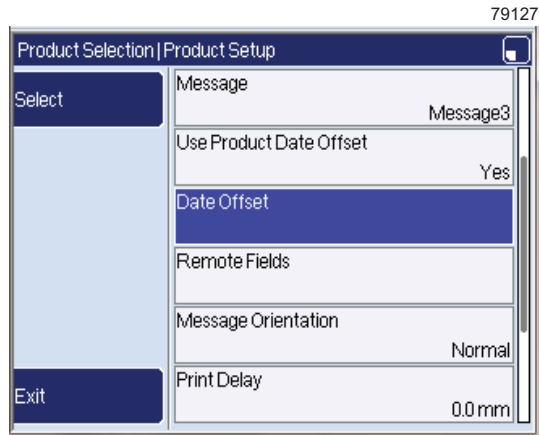 79127
Product Selection | Product Setup
Select
Message
Message3
Use Product Date Offset
Yes
Date Offset
Remote Fields
Message Orientation
Normal
Print Delay
0.0 mm
Exit